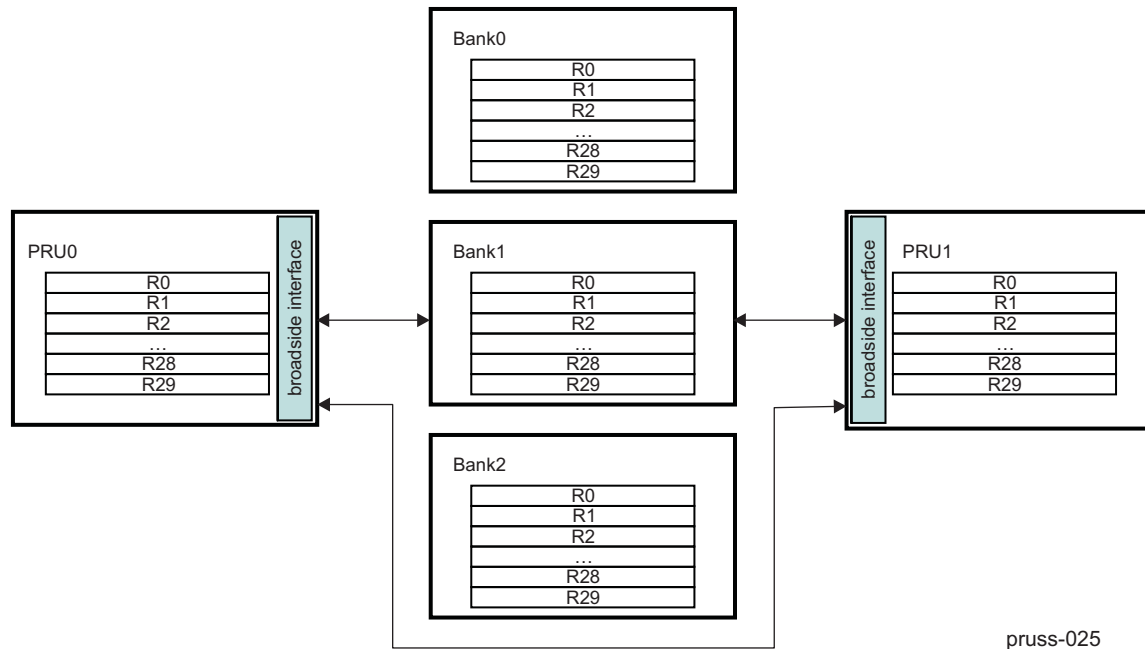 Bank0
R0
R1
R2
...
R28
R29
PRU0
R0
R1
R2
...
R28
R29
broadside interface
Bank1
R0
R1
R2
...
R28
R29
broadside interface
PRU1
R0
R1
R2
...
R28
R29
Bank2
R0
R1
R2
...
R28
R29
pruss-025